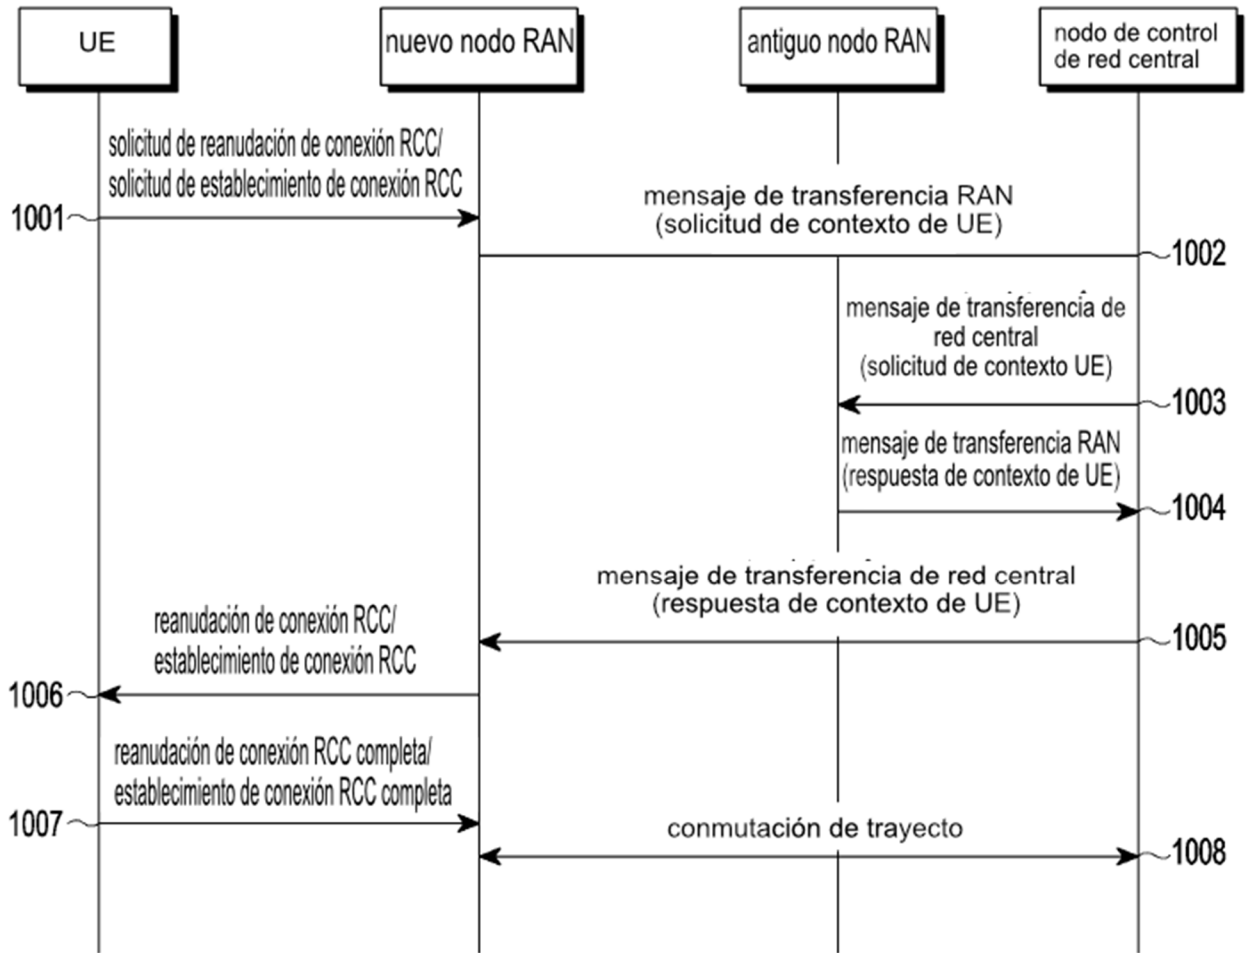 UE
nuevo nodo RAN
antiguo nodo RAN
nodo de control
de red central
solicitud de reanudación de conexión RCC/
solicitud de establecimiento de conexión RCC
1001
mensaje de transferencia RAN
(solicitud de contexto de UE)
1002
mensaje de transferencia de
red central
(solicitud de contexto UE)
1003
mensaje de transferencia RAN
(respuesta de contexto de UE)
1004
mensaje de transferencia de red central
(respuesta de contexto de UE)
1005
reanudación de conexión RCC/
establecimiento de conexión RCC
1006
reanudación de conexión RCC completa/
establecimiento de conexión RCC completa
1007
conmutación de trayecto
1008